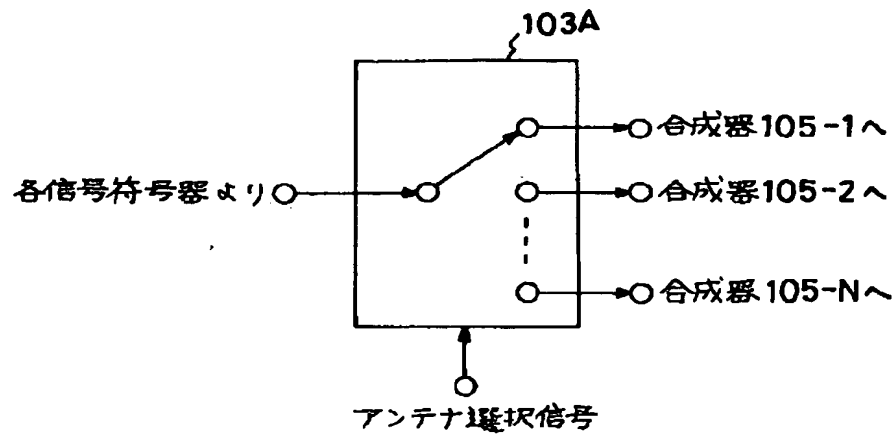 103A
合成器105-1へ
各信号符号器より
合成器105-2へ
合成器105-Nへ
アンテナ選択信号